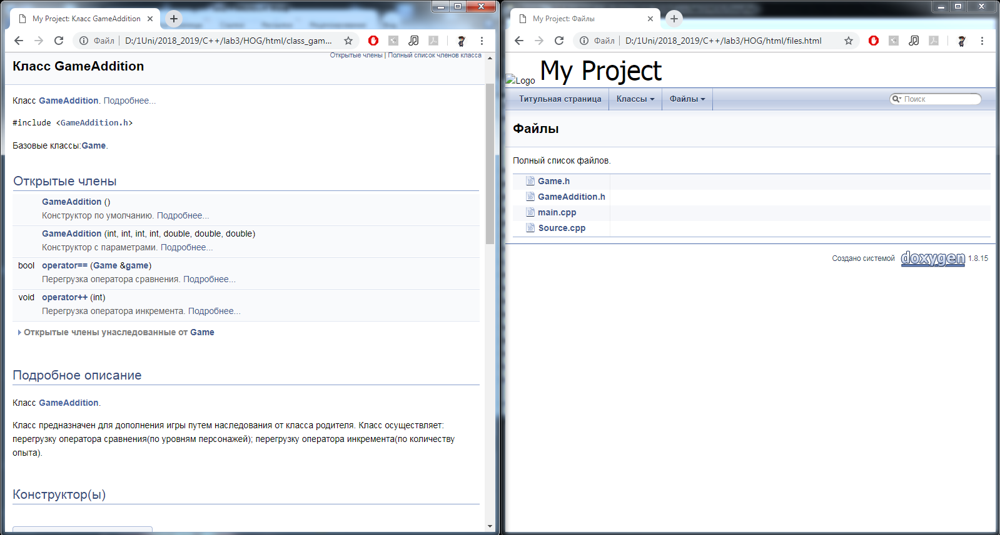 My Project: Класс GameAddition
Файл
D:/1Uni/2018_2019/C++/lab3/HOG/html/class_gam...
Открытые члены | Полный список членов класса
Класс GameAddition
Класс GameAddition. Подробнее...
#include <GameAddition.h>
Базовые классы:Game.
Открытые члены
GameAddition ()
Конструктор по умолчанию. Подробнее...
GameAddition (int, int, int, int, double, double, double)
Конструктор с параметрами. Подробнее...
bool operator== (Game &game)
Перегрузка оператора сравнения. Подробнее...
void operator++ (int)
Перегрузка оператора инкремента. Подробнее...
Открытые члены унаследованные от Game
Подробное описание
Класс GameAddition.
Класс предназначен для дополнения игры путем наследования от класса родителя. Класс осуществляет:
перегрузку оператора сравнения(по уровням персонажей); перегрузку оператора инкремента(по количеству
опыта).
Конструктор(ы)
My Project: Файлы
Файл
D:/1Uni/2018_2019/C++/lab3/HOG/html/files.html
Logo My Project
Титульная страница Классы Файлы Поиск
Файлы
Полный список файлов.
Game.h
GameAddition.h
main.cpp
Source.cpp
Создано системой doxygen 1.8.15